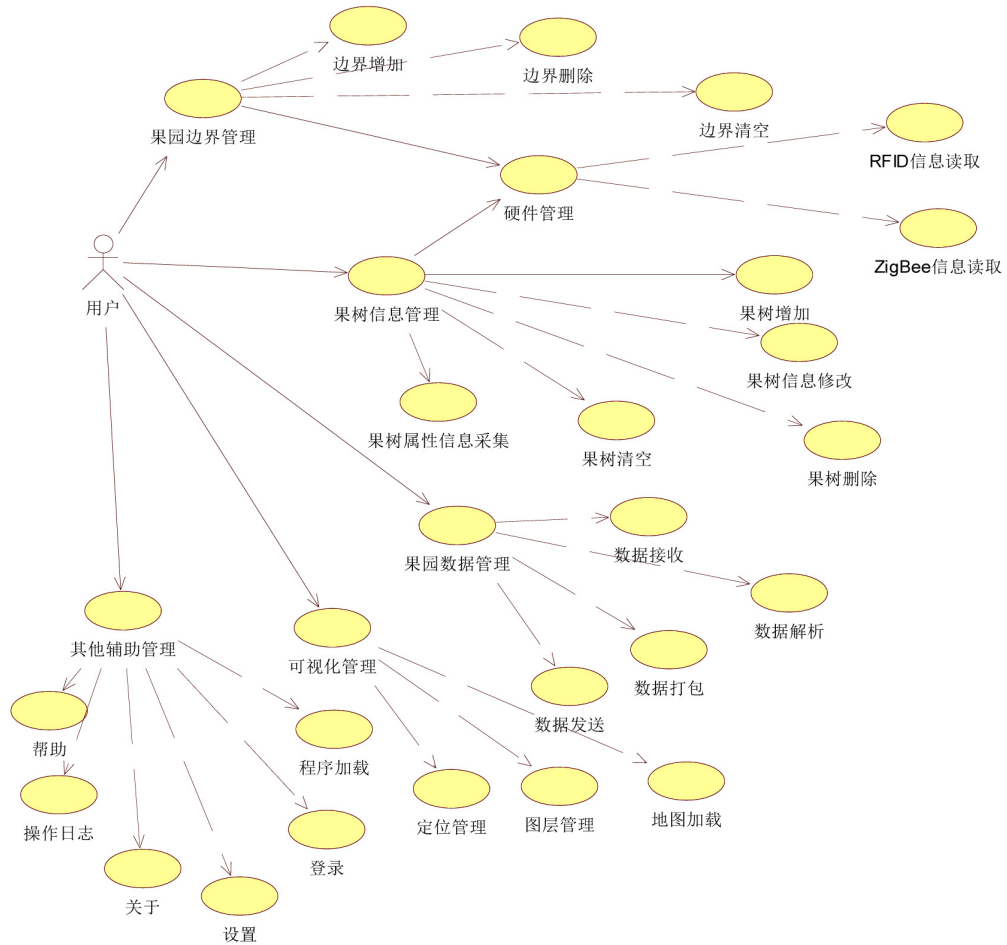 边界增加
边界删除
边界清空
果园边界管理
RFID信息读取
硬件管理
ZigBee信息读取
用户
果树信息管理
果树增加
果树信息修改
果树属性信息采集
果树清空
果树删除
果园数据管理
数据接收
数据解析
其他辅助管理
可视化管理
数据打包
数据发送
帮助
程序加载
操作日志
定位管理
图层管理
地图加载
登录
关于
设置